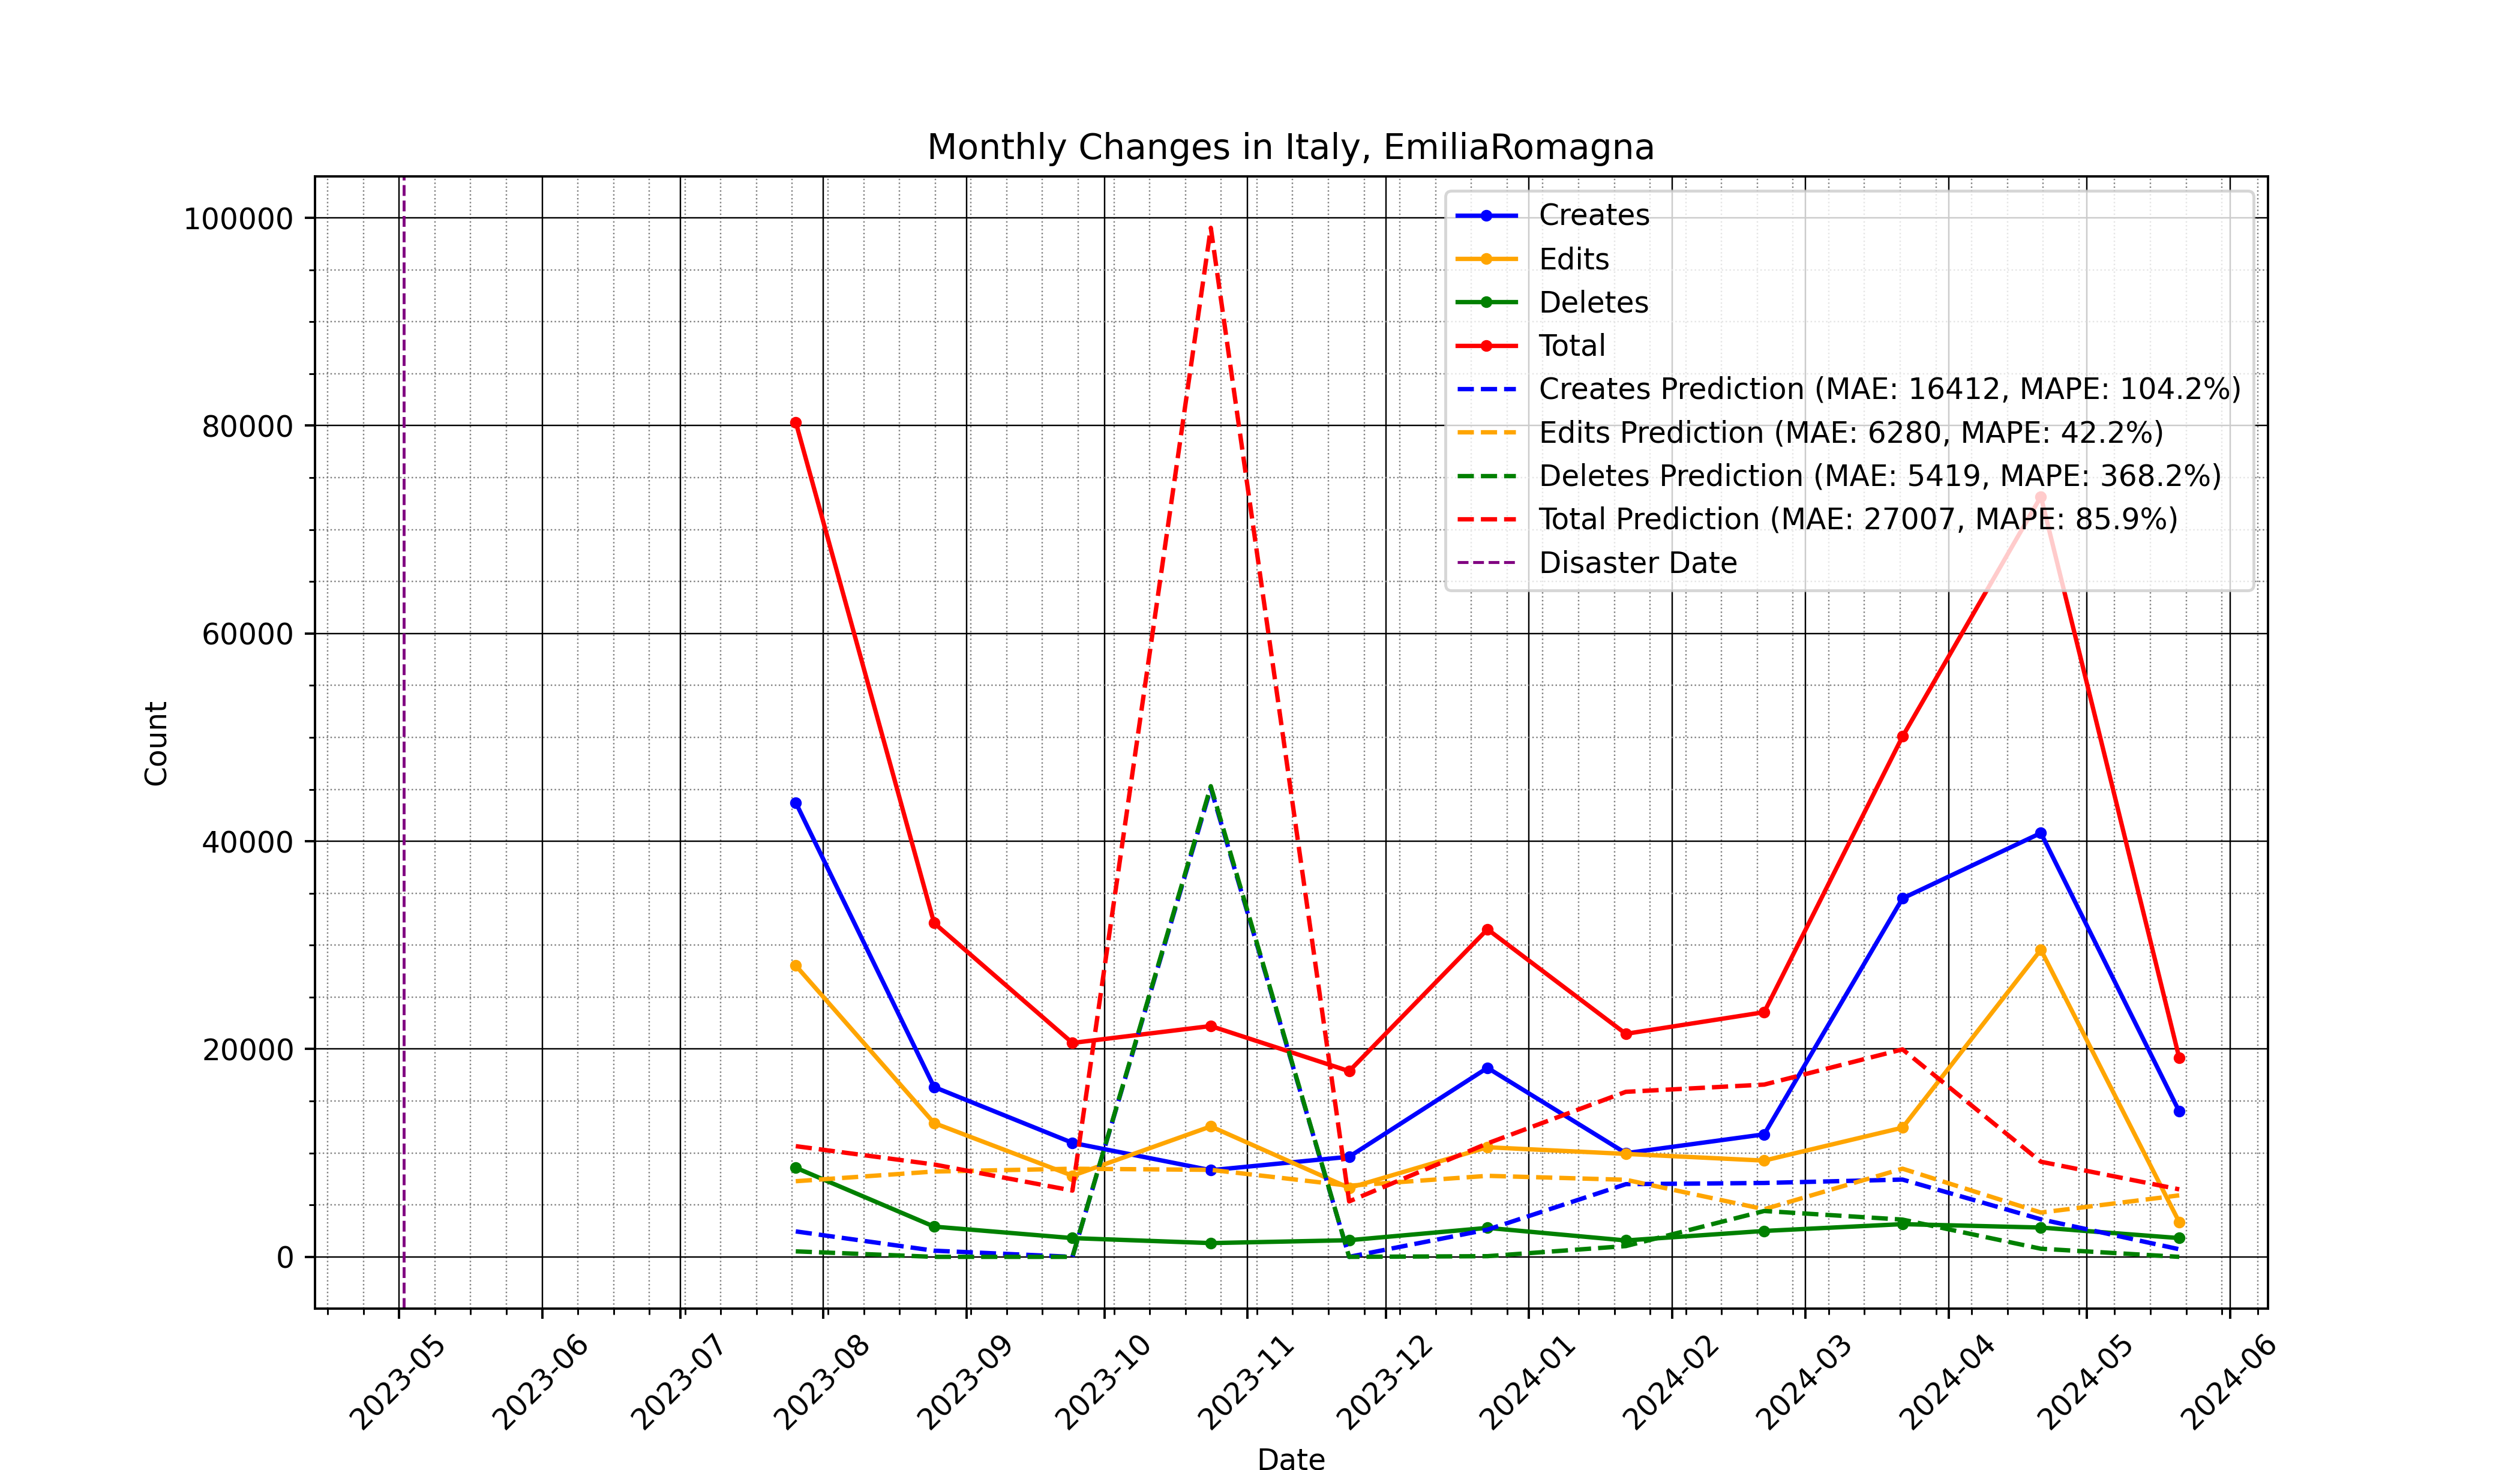 Monthly Changes in Italy, EmiliaRomagna
100000
80000
60000
40000
20000
0
Count
Creates
Edits
Deletes
Total
Creates Prediction (MAE: 16412, MAPE: 104.2%)
Edits Prediction (MAE: 6280, MAPE: 42.2%)
Deletes Prediction (MAE: 5419, MAPE: 368.2%)
Total Prediction (MAE: 27007, MAPE: 85.9%)
Disaster Date
2023-05
2023-06
2023-07
2023-08
2023-09
2023-10
2023-11
2023-12
2024-01
2024-02
2024-03
2024-04
2024-05
2024-06
Date